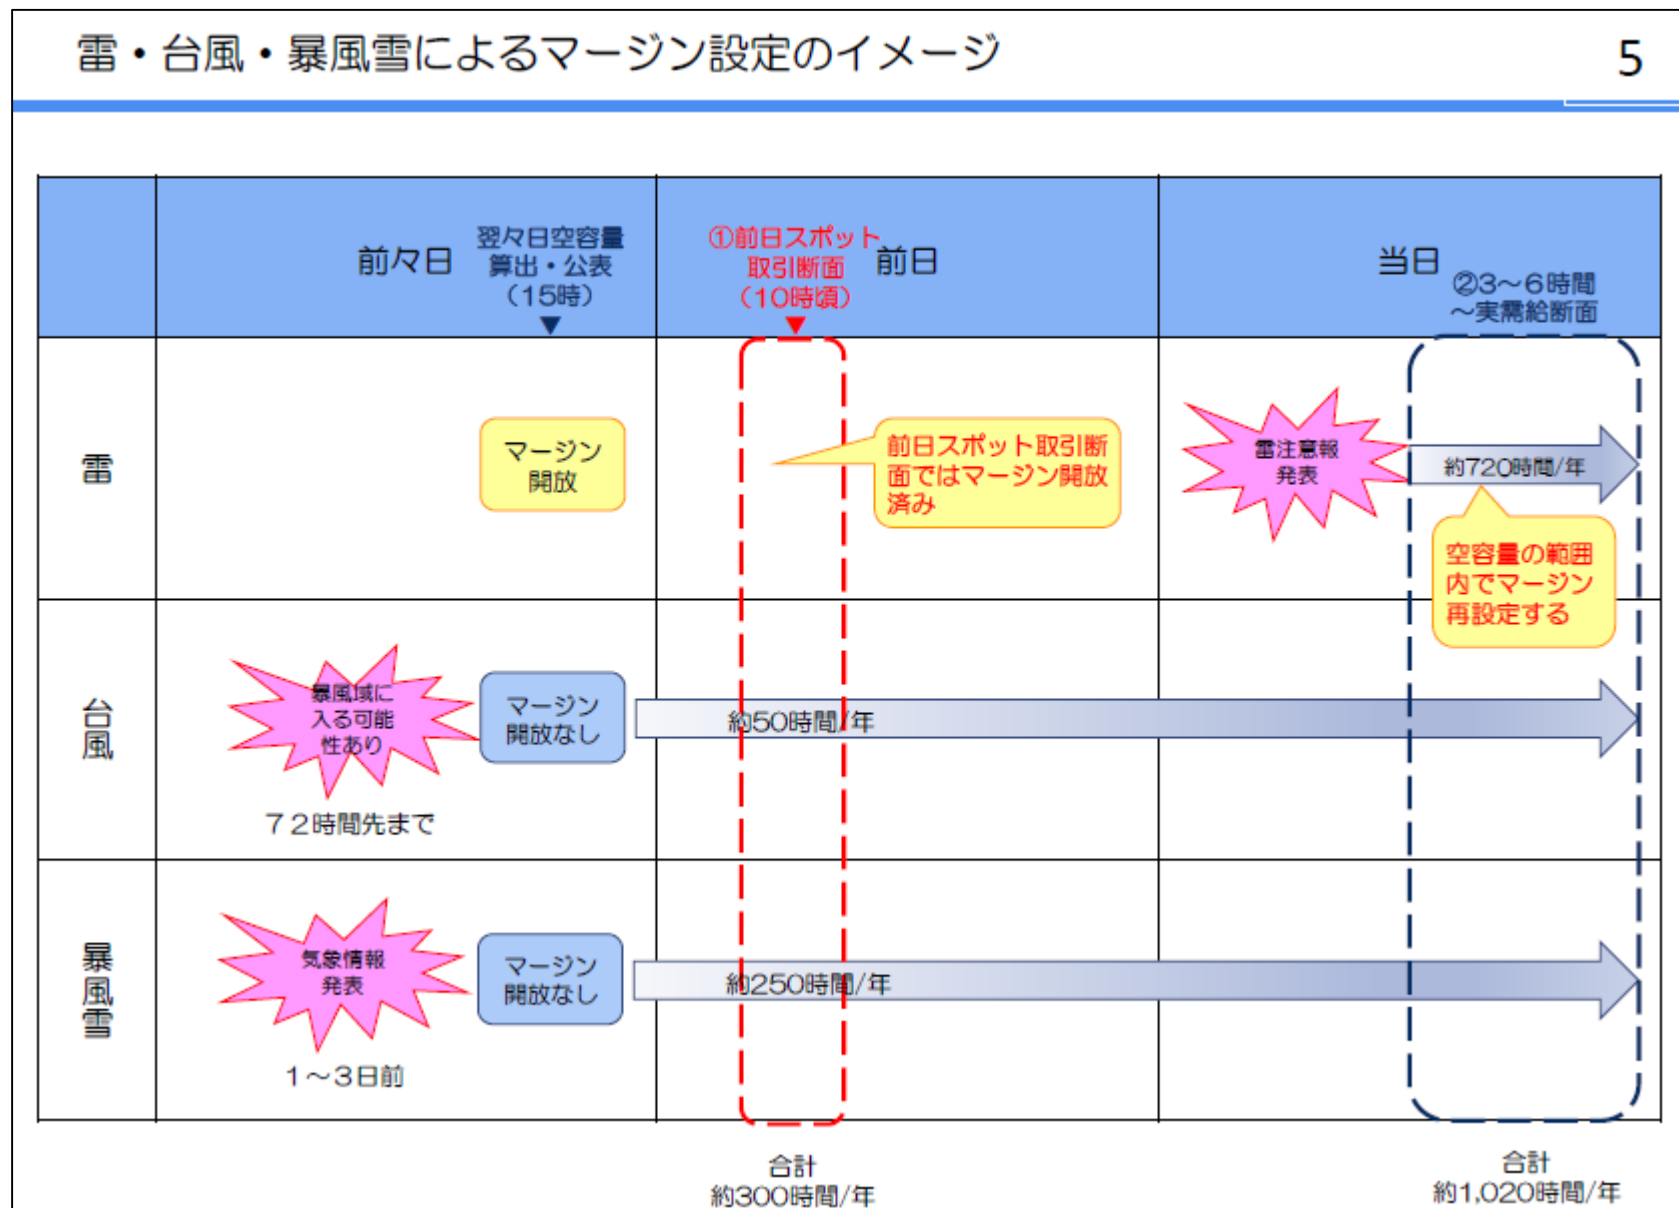 雷・台風・暴風雪によるマージン設定のイメージ
5
前々日
翌々日空容量
算出・公表
（15時）
▼
①前日スポット
取引断面
（10時頃）
▼
前日
当日
②3～6時間
～実需給断面
雷
マージン
開放
前日スポット取引断
面ではマージン開放
済み
雷注意報
発表
約720時間/年
空容量の範囲
内でマージン
再設定する
台風
暴風域に
入る可能
性あり
７２時間先まで
マージン
開放なし
約50時間/年
暴風雪
気象情報
発表
１～３日前
マージン
開放なし
約250時間/年
合計
約300時間/年
合計
約1,020時間/年